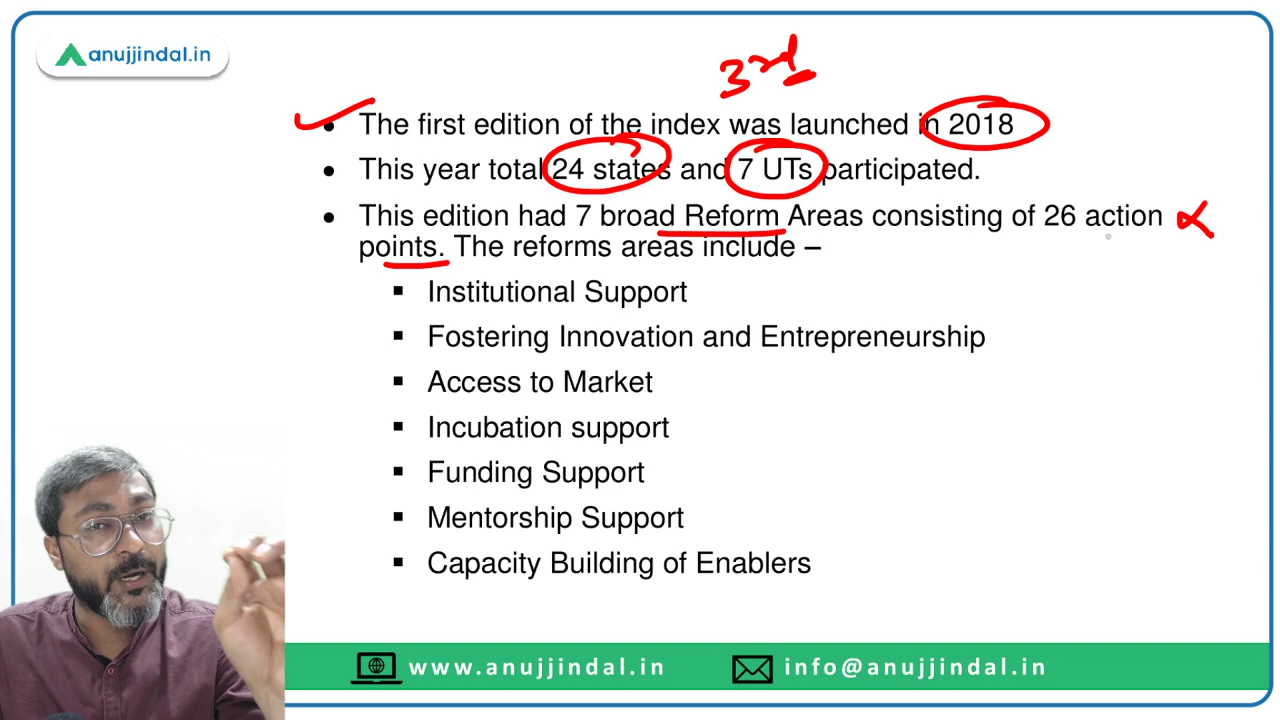 anujjindal.in
3rd
• The first edition of the index was launched in 2018
• This year total 24 states and 7 UTs participated.
• This edition had 7 broad Reform Areas consisting of 26 action
points. The reforms areas include –
▪ Institutional Support
▪ Fostering Innovation and Entrepreneurship
▪ Access to Market
▪ Incubation support
▪ Funding Support
▪ Mentorship Support
▪ Capacity Building of Enablers
www.anujjindal.in
info@anujjindal.in